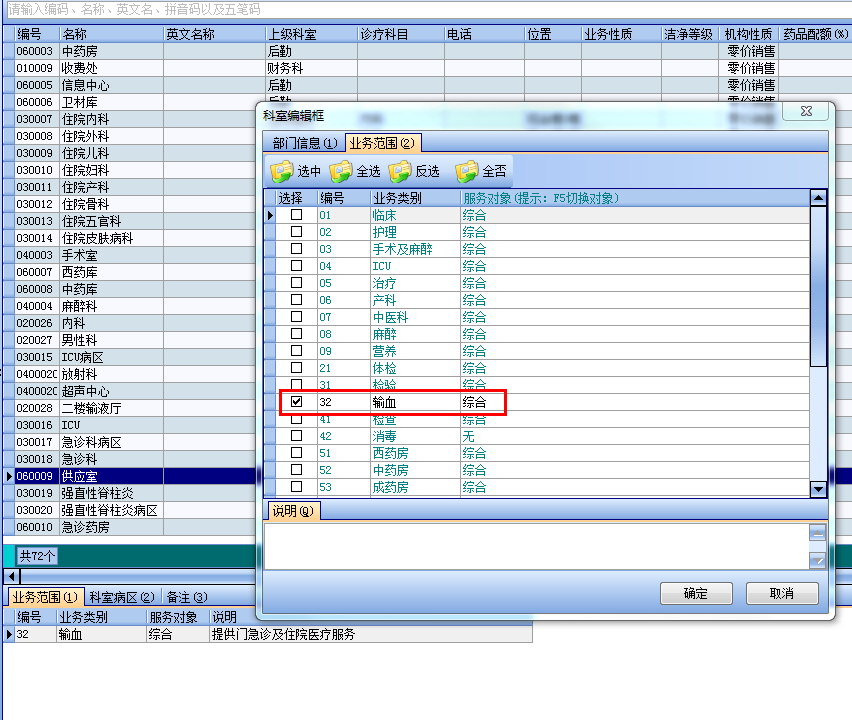 请输入编码、名称、英文名、拼音码以及五笔码
编号 名称 英文名称 上级科室 诊疗科目 电话 位置 业务性质 洁净等级 机构性质 药品配额(%)
060003 中药房 后勤 零价销售
010009 收费处 财务科 零价销售
060005 信息中心 后勤 零价销售
060006 卫材库 后勤 零价销售
030007 住院内科
030008 住院外科
030009 住院儿科
030010 住院妇科
030011 住院产科
030012 住院骨科
030013 住院五官科
030014 住院皮肤病科
040003 手术室
060007 西药库
060008 中药库
040004 麻醉科
020026 内科
020027 男性科
030015 ICU病区
040002C 放射科
040002C 超声中心
020028 二楼输液厅
030016 ICU
030017 急诊科病区
030018 急诊科
060009 供应室
030019 强直性脊柱炎
030020 强直性脊柱炎病区
060010 急诊药房
共72个
业务范围(1) 科室病区(2) 备注(3)
编号 业务类别 服务对象 说明
32 输血 综合 提供门急诊及住院医疗服务
科室编辑框
部门信息(1) 业务范围(2)
选中 全选 反选 全否
选择 编号 业务类别 服务对象(提示: F5切换对象)
01 临床 综合
02 护理 综合
03 手术及麻醉 综合
04 ICU 综合
05 治疗 综合
06 产科 综合
07 中医科 综合
08 麻醉 综合
09 营养 综合
21 体检 综合
31 检验 综合
32 输血 综合
41 检查 综合
42 消毒 无
51 西药房 综合
52 中药房 综合
53 成药房 综合
说明(Q)
确定 取消